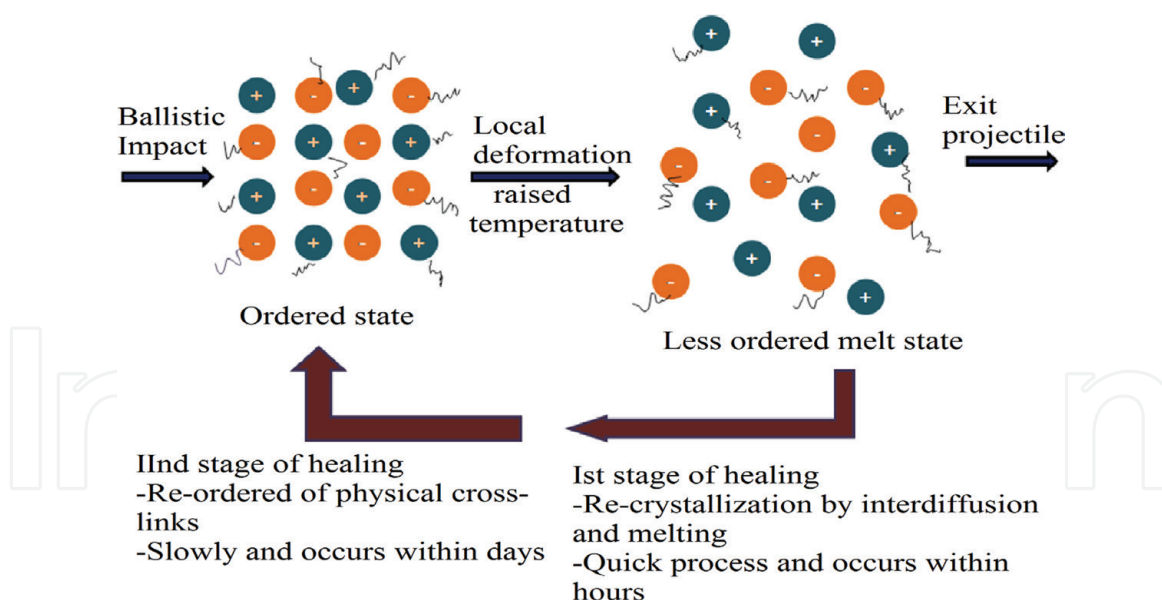 Ballistic
Impact
Local
deformation
raised
temperature
Exit
projectile
+ - + -
- + - +
+ - + -
- + - +
Ordered state
+ +
- -
+ -
+
- -
+ + -
+
- -
+
Less ordered melt state
IInd stage of healing
-Re-ordered of physical cross-
links
-Slowly and occurs within days
Ist stage of healing
-Re-crystallization by interdiffusion
and melting
-Quick process and occurs within
hours